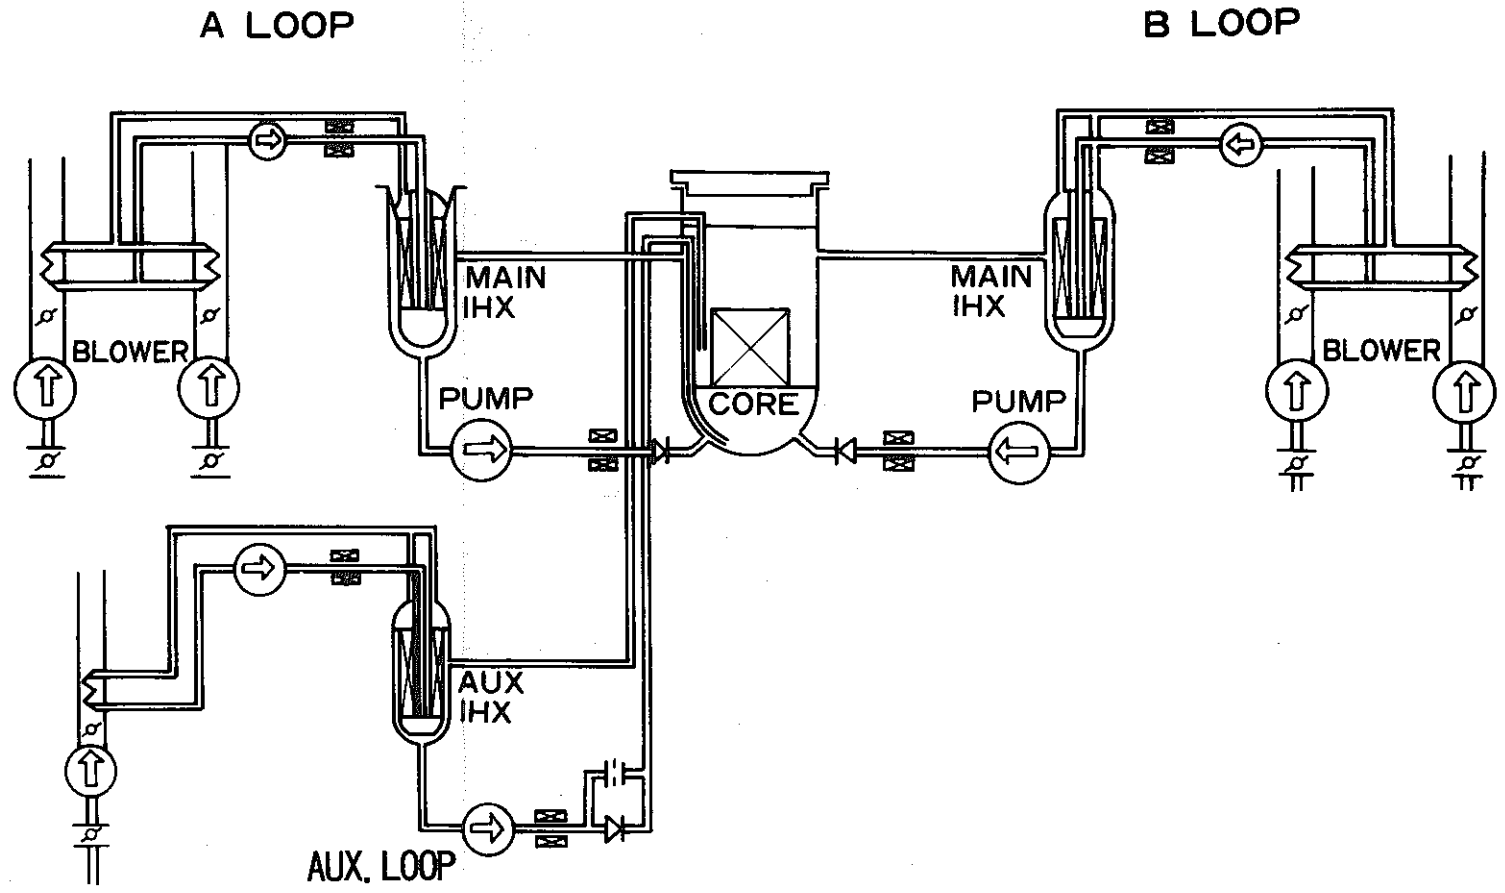 A LOOP
B LOOP
MAIN
IHX
MAIN
IHX
BLOWER
BLOWER
PUMP
CORE
PUMP
AUX
IHX
AUX. LOOP